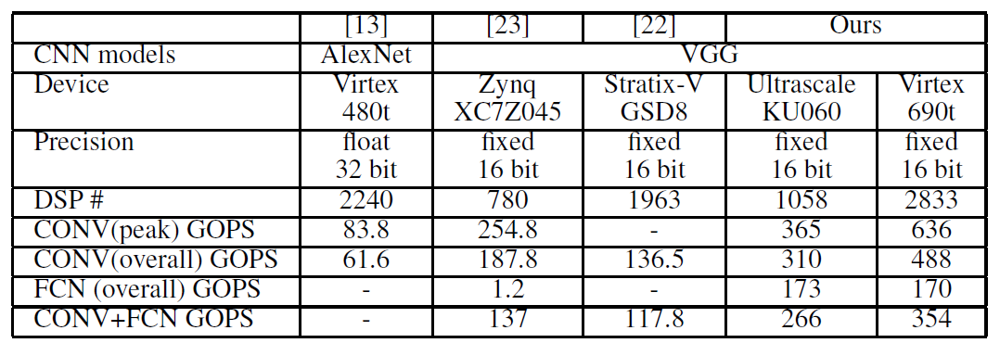 [13] [23] [22] Ours
CNN models AlexNet VGG
Device Virtex Zynq Stratix-V Ultrascale Virtex
480t XC7Z045 GSD8 KU060 690t
Precision float fixed fixed fixed fixed
32 bit 16 bit 16 bit 16 bit 16 bit
DSP # 2240 780 1963 1058 2833
CONV(peak) GOPS 83.8 254.8 - 365 636
CONV(overall) GOPS 61.6 187.8 136.5 310 488
FCN (overall) GOPS - 1.2 - 173 170
CONV+FCN GOPS - 137 117.8 266 354